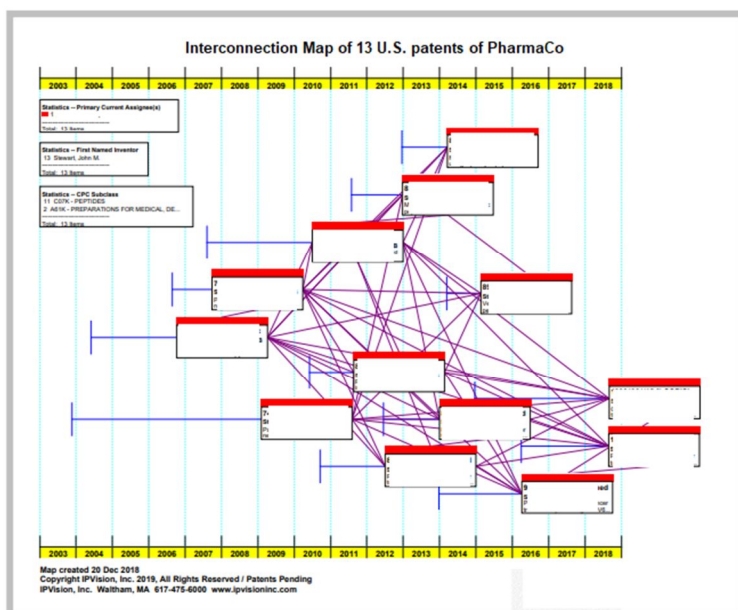 Interconnection Map of 13 U.S. patents of PharmaCo
2003 2004 2005 2006 2007 2008 2009 2010 2011 2012 2013 2014 2015 2016 2017 2018
Statistics -- Primary Current Assignee(s)
1
Total: 13 Items
Statistics -- First Named Inventor
13 Stewart, John M.
Total: 13 Items
Statistics -- CPC Subclass
11 C07K - PEPTIDES
2 A61K - PREPARATIONS FOR MEDICAL, DE...
Total: 13 Items
2003 2004 2005 2006 2007 2008 2009 2010 2011 2012 2013 2014 2015 2016 2017 2018
Map created 20 Dec 2018
Copyright IPVision, Inc. 2019, All Rights Reserved / Patents Pending
IPVision, Inc. Waltham, MA 617-475-6000 www.ipvisioninc.com